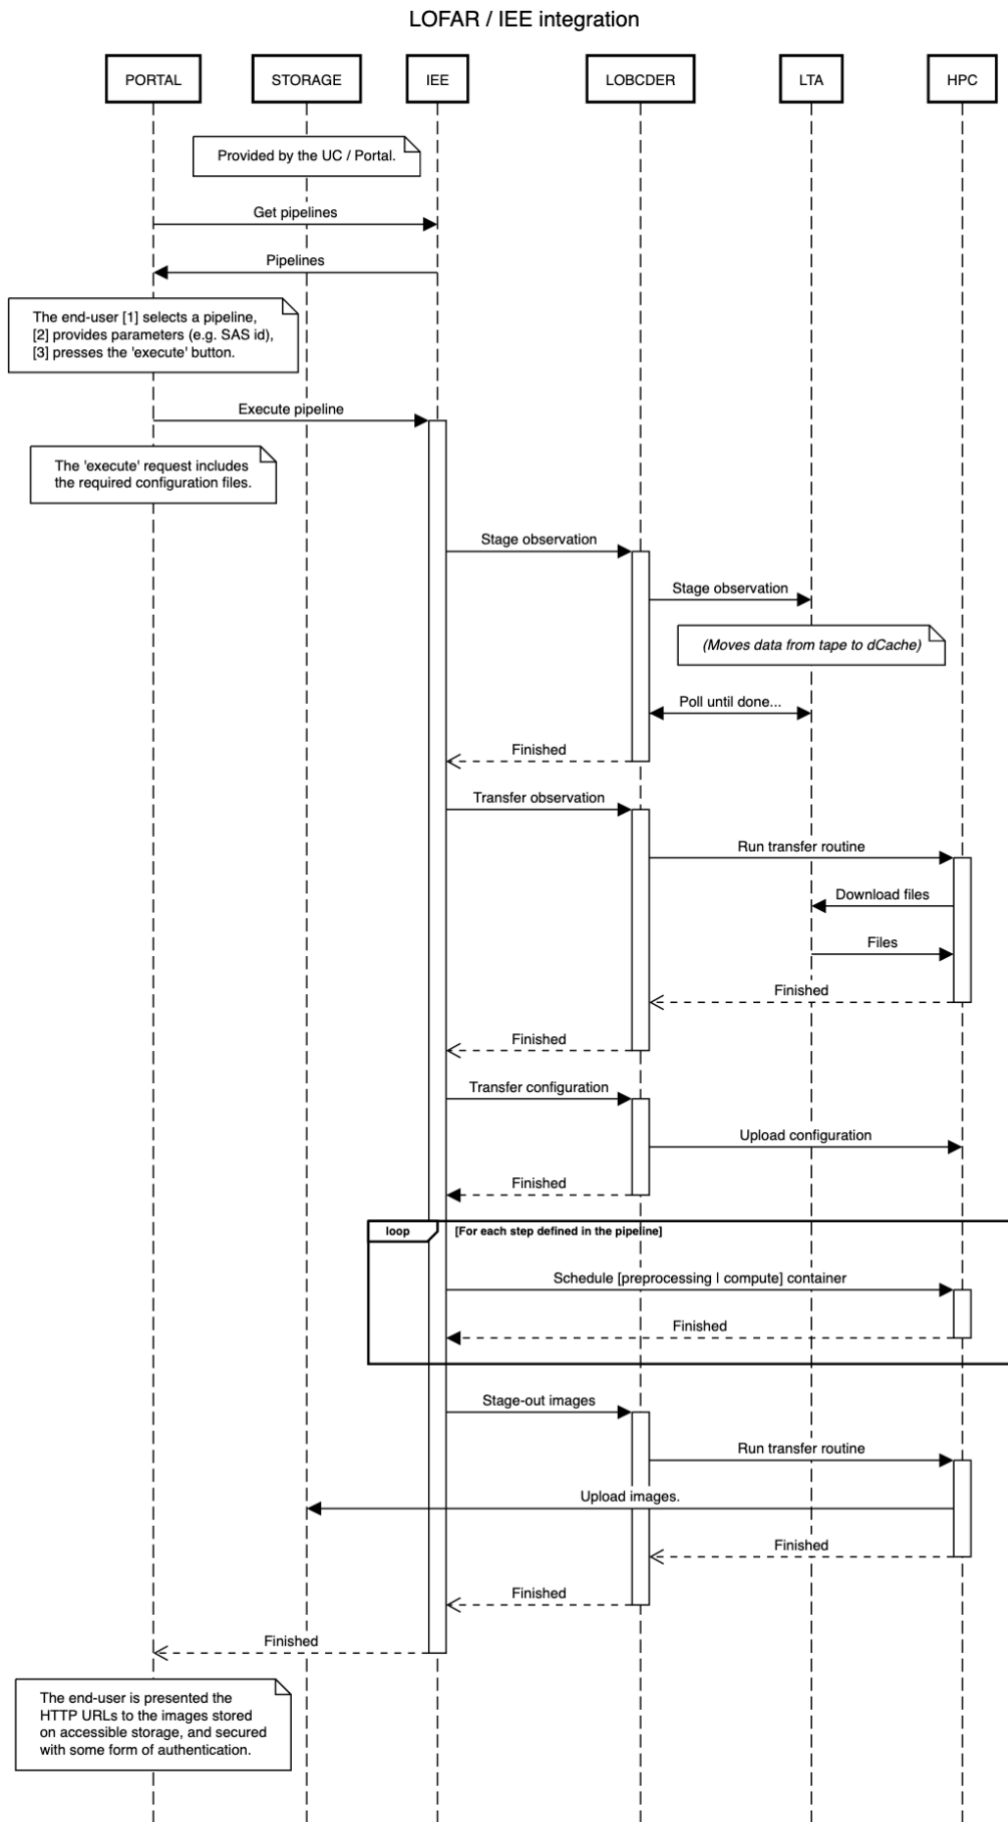 LOFAR / IEE integration
PORTAL
STORAGE
IEE
LOBCDER
LTA
HPC
Provided by the UC / Portal.
Get pipelines
Pipelines
The end-user [1] selects a pipeline,
[2] provides parameters (e.g. SAS id),
[3] presses the 'execute' button.
Execute pipeline
The 'execute' request includes
the required configuration files.
Stage observation
Stage observation
(Moves data from tape to dCache)
Poll until done...
Finished
Transfer observation
Run transfer routine
Download files
Files
Finished
Finished
Transfer configuration
Upload configuration
Finished
loop
[For each step defined in the pipeline]
Schedule [preprocessing | compute] container
Finished
Stage-out images
Run transfer routine
Upload images.
Finished
Finished
Finished
The end-user is presented the
HTTP URLs to the images stored
on accessible storage, and secured
with some form of authentication.